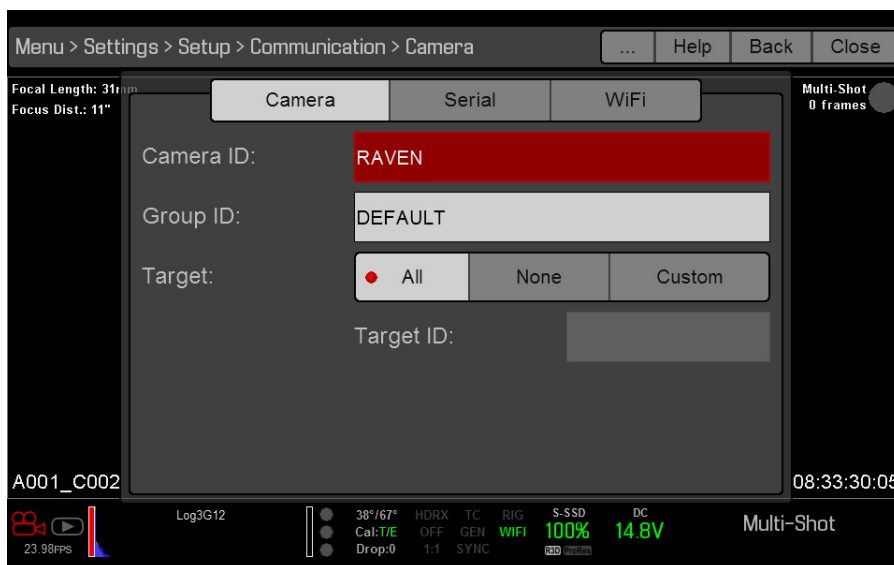 Menu > Settings > Setup > Communication > Camera
... Help Back Close
Focal Length: 31mm
Focus Dist.: 11"
Camera Serial WiFi
Multi-Shot
0 frames
Camera ID: RAVEN
Group ID: DEFAULT
Target: All None Custom
Target ID:
A001_C002
08:33:30:05
23.98FPS
Log3G12
38°/67° HDRX TC RIG S-SSD DC
Cal:T/E OFF GEN WIFI 100% 14.8V
Drop:0 1:1 SYNC R3D ProRes
Multi-Shot